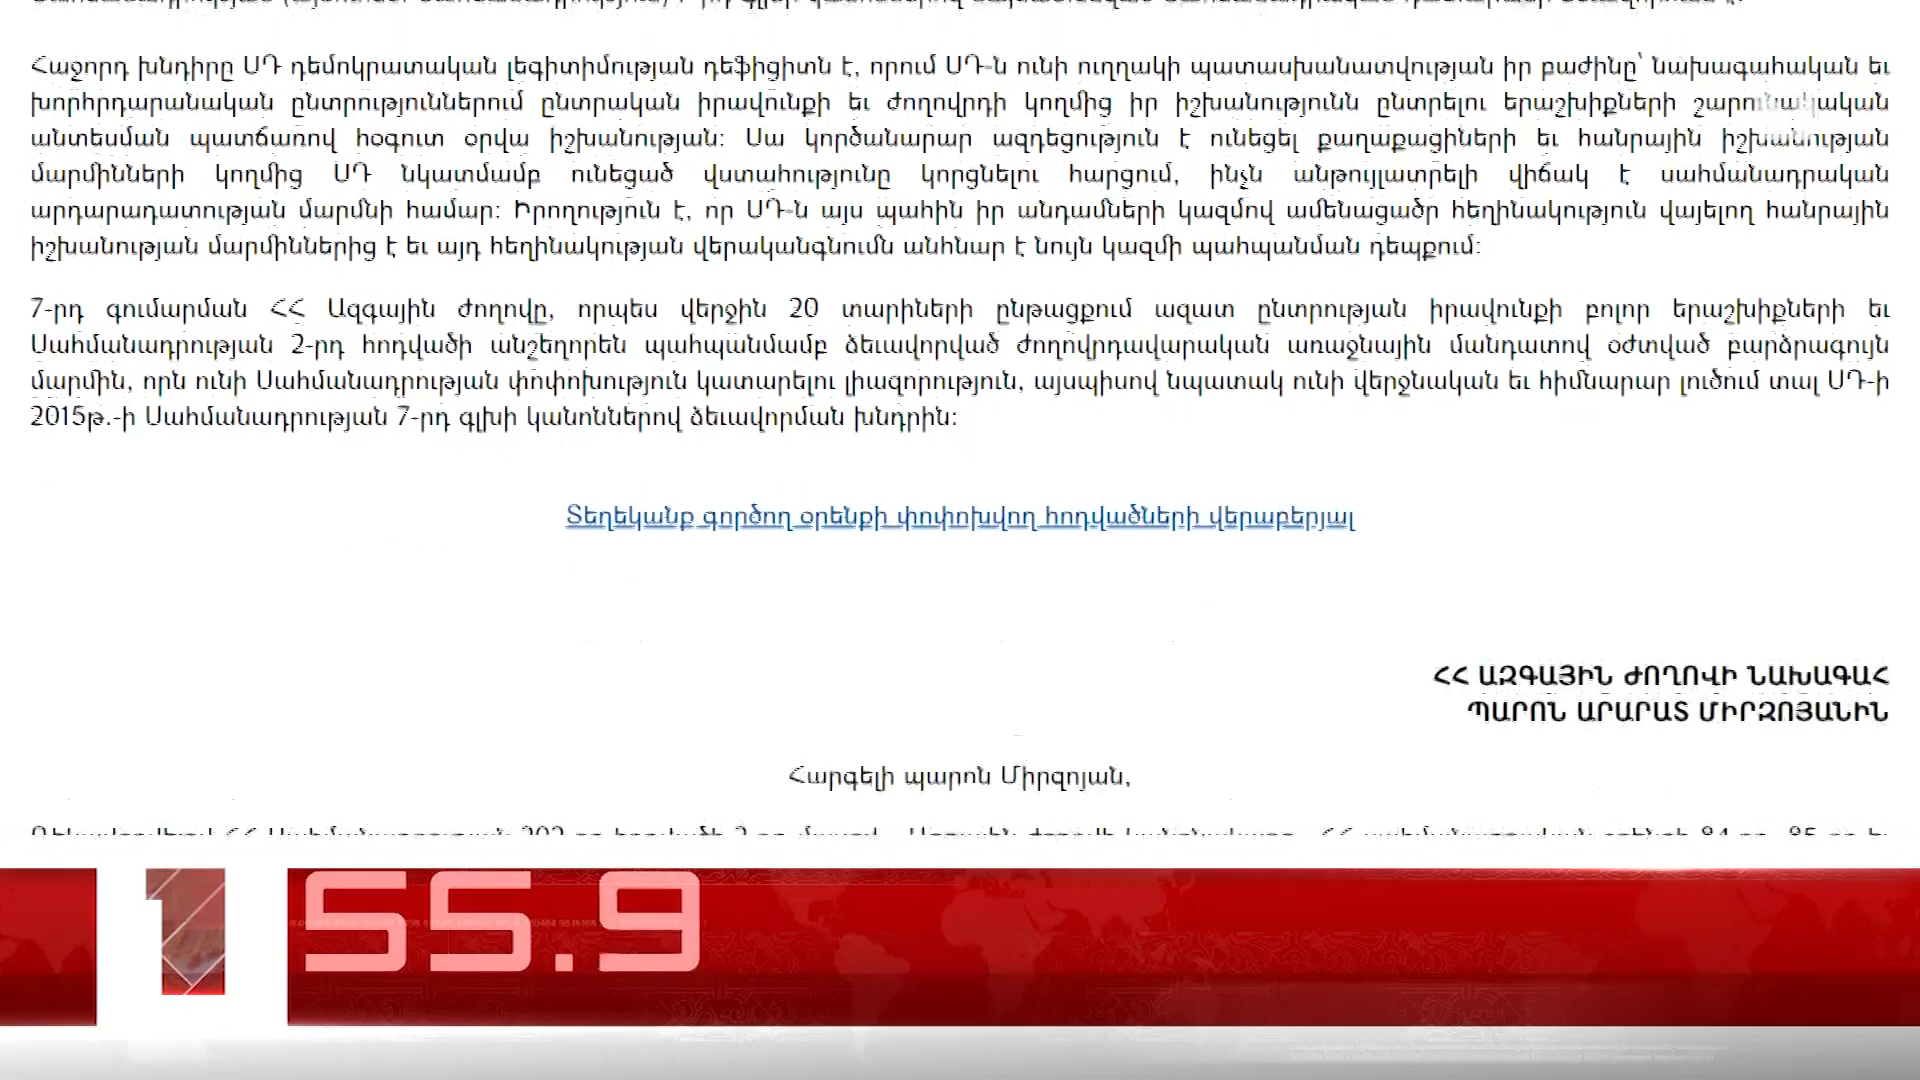 Հաջորդ խնդիրը ՍԴ դեմոկրատական լեգիտիմության դեֆիցիտն է, որում ՍԴ-ն ունի ուղղակի պատասխանատվության իր բաժինը՝ նախագահական եւ
խորհրդարանական ընտրություններում ընտրական իրավունքի եւ ժողովրդի կողմից իր իշխանությունն ընտրելու երաշխիքների շարունակական
անտեսման պատճառով հօգուտ օրվա իշխանության: Սա կործանարար ազդեցություն է ունեցել քաղաքացիների եւ հանրային իշխանության
մարմինների կողմից ՍԴ նկատմամբ ունեցած վստահությունը կորցնելու հարցում, ինչն անթույլատրելի վիճակ է սահմանադրական
արդարադատության մարմնի համար: Իրողություն է, որ ՍԴ-ն այս պահին իր անդամների կազմով ամենացածր հեղինակություն վայելող հանրային
իշխանության մարմիններից է եւ այդ հեղինակության վերականգնումն անհնար է նույն կազմի պահպանման դեպքում:
7-րդ գումարման ՀՀ Ազգային ժողովը, որպես վերջին 20 տարիների ընթացքում ազատ ընտրության իրավունքի բոլոր երաշխիքների եւ
Սահմանադրության 2-րդ հոդվածի անշեղորեն պահպանմամբ ձեւավորված ժողովրդավարական առաջնային մանդատով օժտված բարձրագույն
մարմին, որն ունի Սահմանադրության փոփոխություն կատարելու լիազորություն, այսպիսով նպատակ ունի վերջնական եւ հիմնարար լուծում տալ ՍԴ-ի
2015թ.-ի Սահմանադրության 7-րդ գլխի կանոններով ձեւավորման խնդրին:
Տեղեկանք գործող օրենքի փոփոխվող հոդվածների վերաբերյալ
ՀՀ ԱԶԳԱՅԻՆ ԺՈՂՈՎԻ ՆԱԽԱԳԱՀ
ՊԱՐՈՆ ԱՐԱՐԱՏ ՄԻՐԶՈՅԱՆԻՆ
Հարգելի պարոն Միրզոյան,
1 55.9